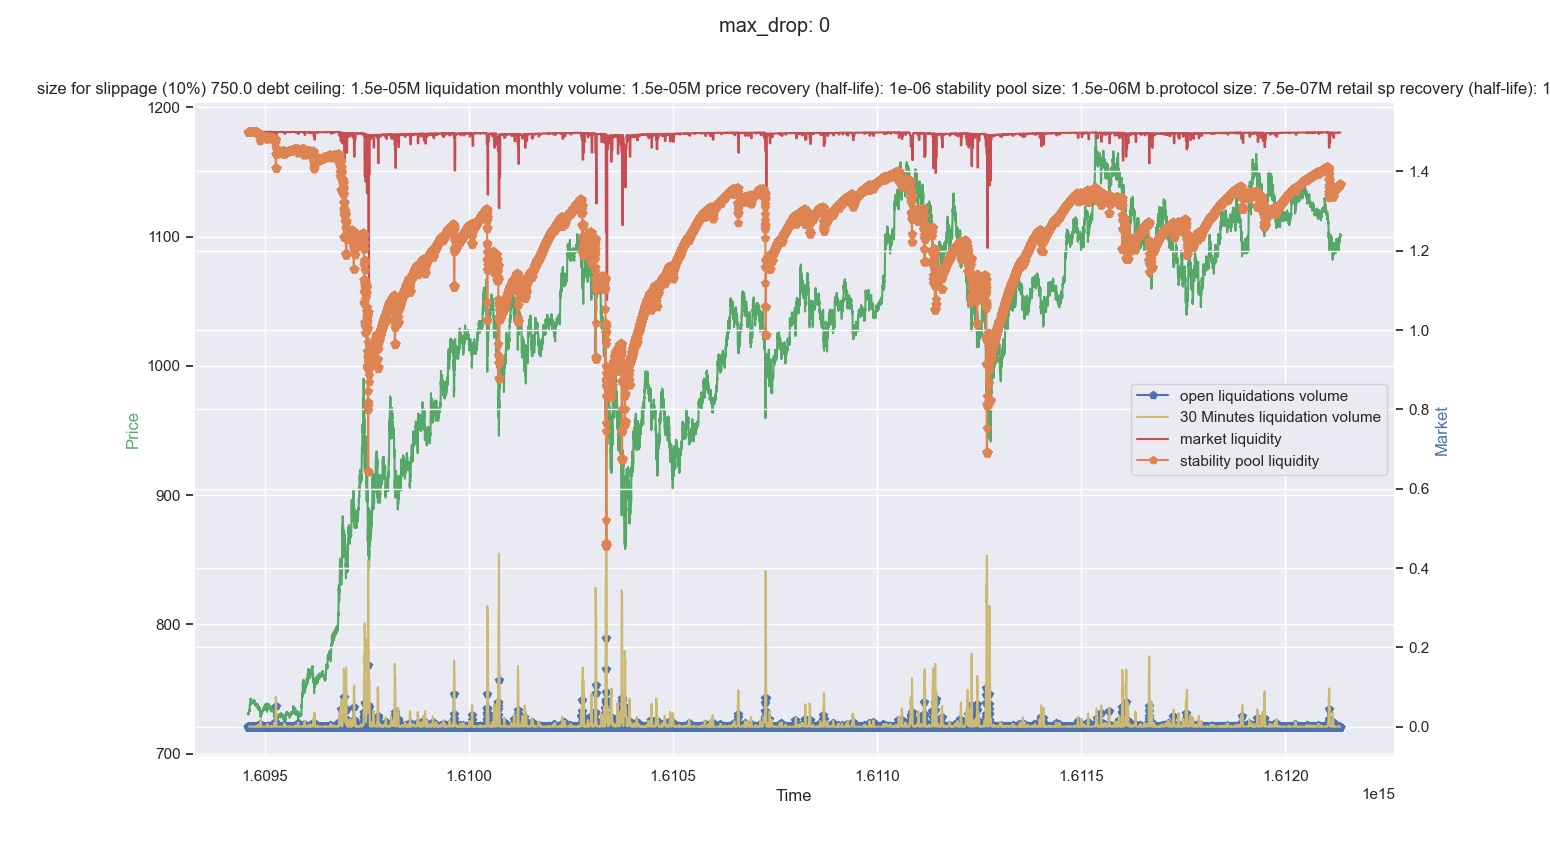 max_drop: 0
size for slippage (10%) 750.0 debt ceiling: 1.5e-05M liquidation monthly volume: 1.5e-05M price recovery (half-life): 1e-06 stability pool size: 1.5e-06M b.protocol size: 7.5e-07M retail sp recovery (half-life): 1
1200
1100
1000
900
800
700
Price
1.4
1.2
1.0
0.8
0.6
0.4
0.2
0.0
Market
open liquidations volume
30 Minutes liquidation volume
market liquidity
stability pool liquidity
1.6095 1.6100 1.6105 1.6110 1.6115 1.6120
Time
1e15